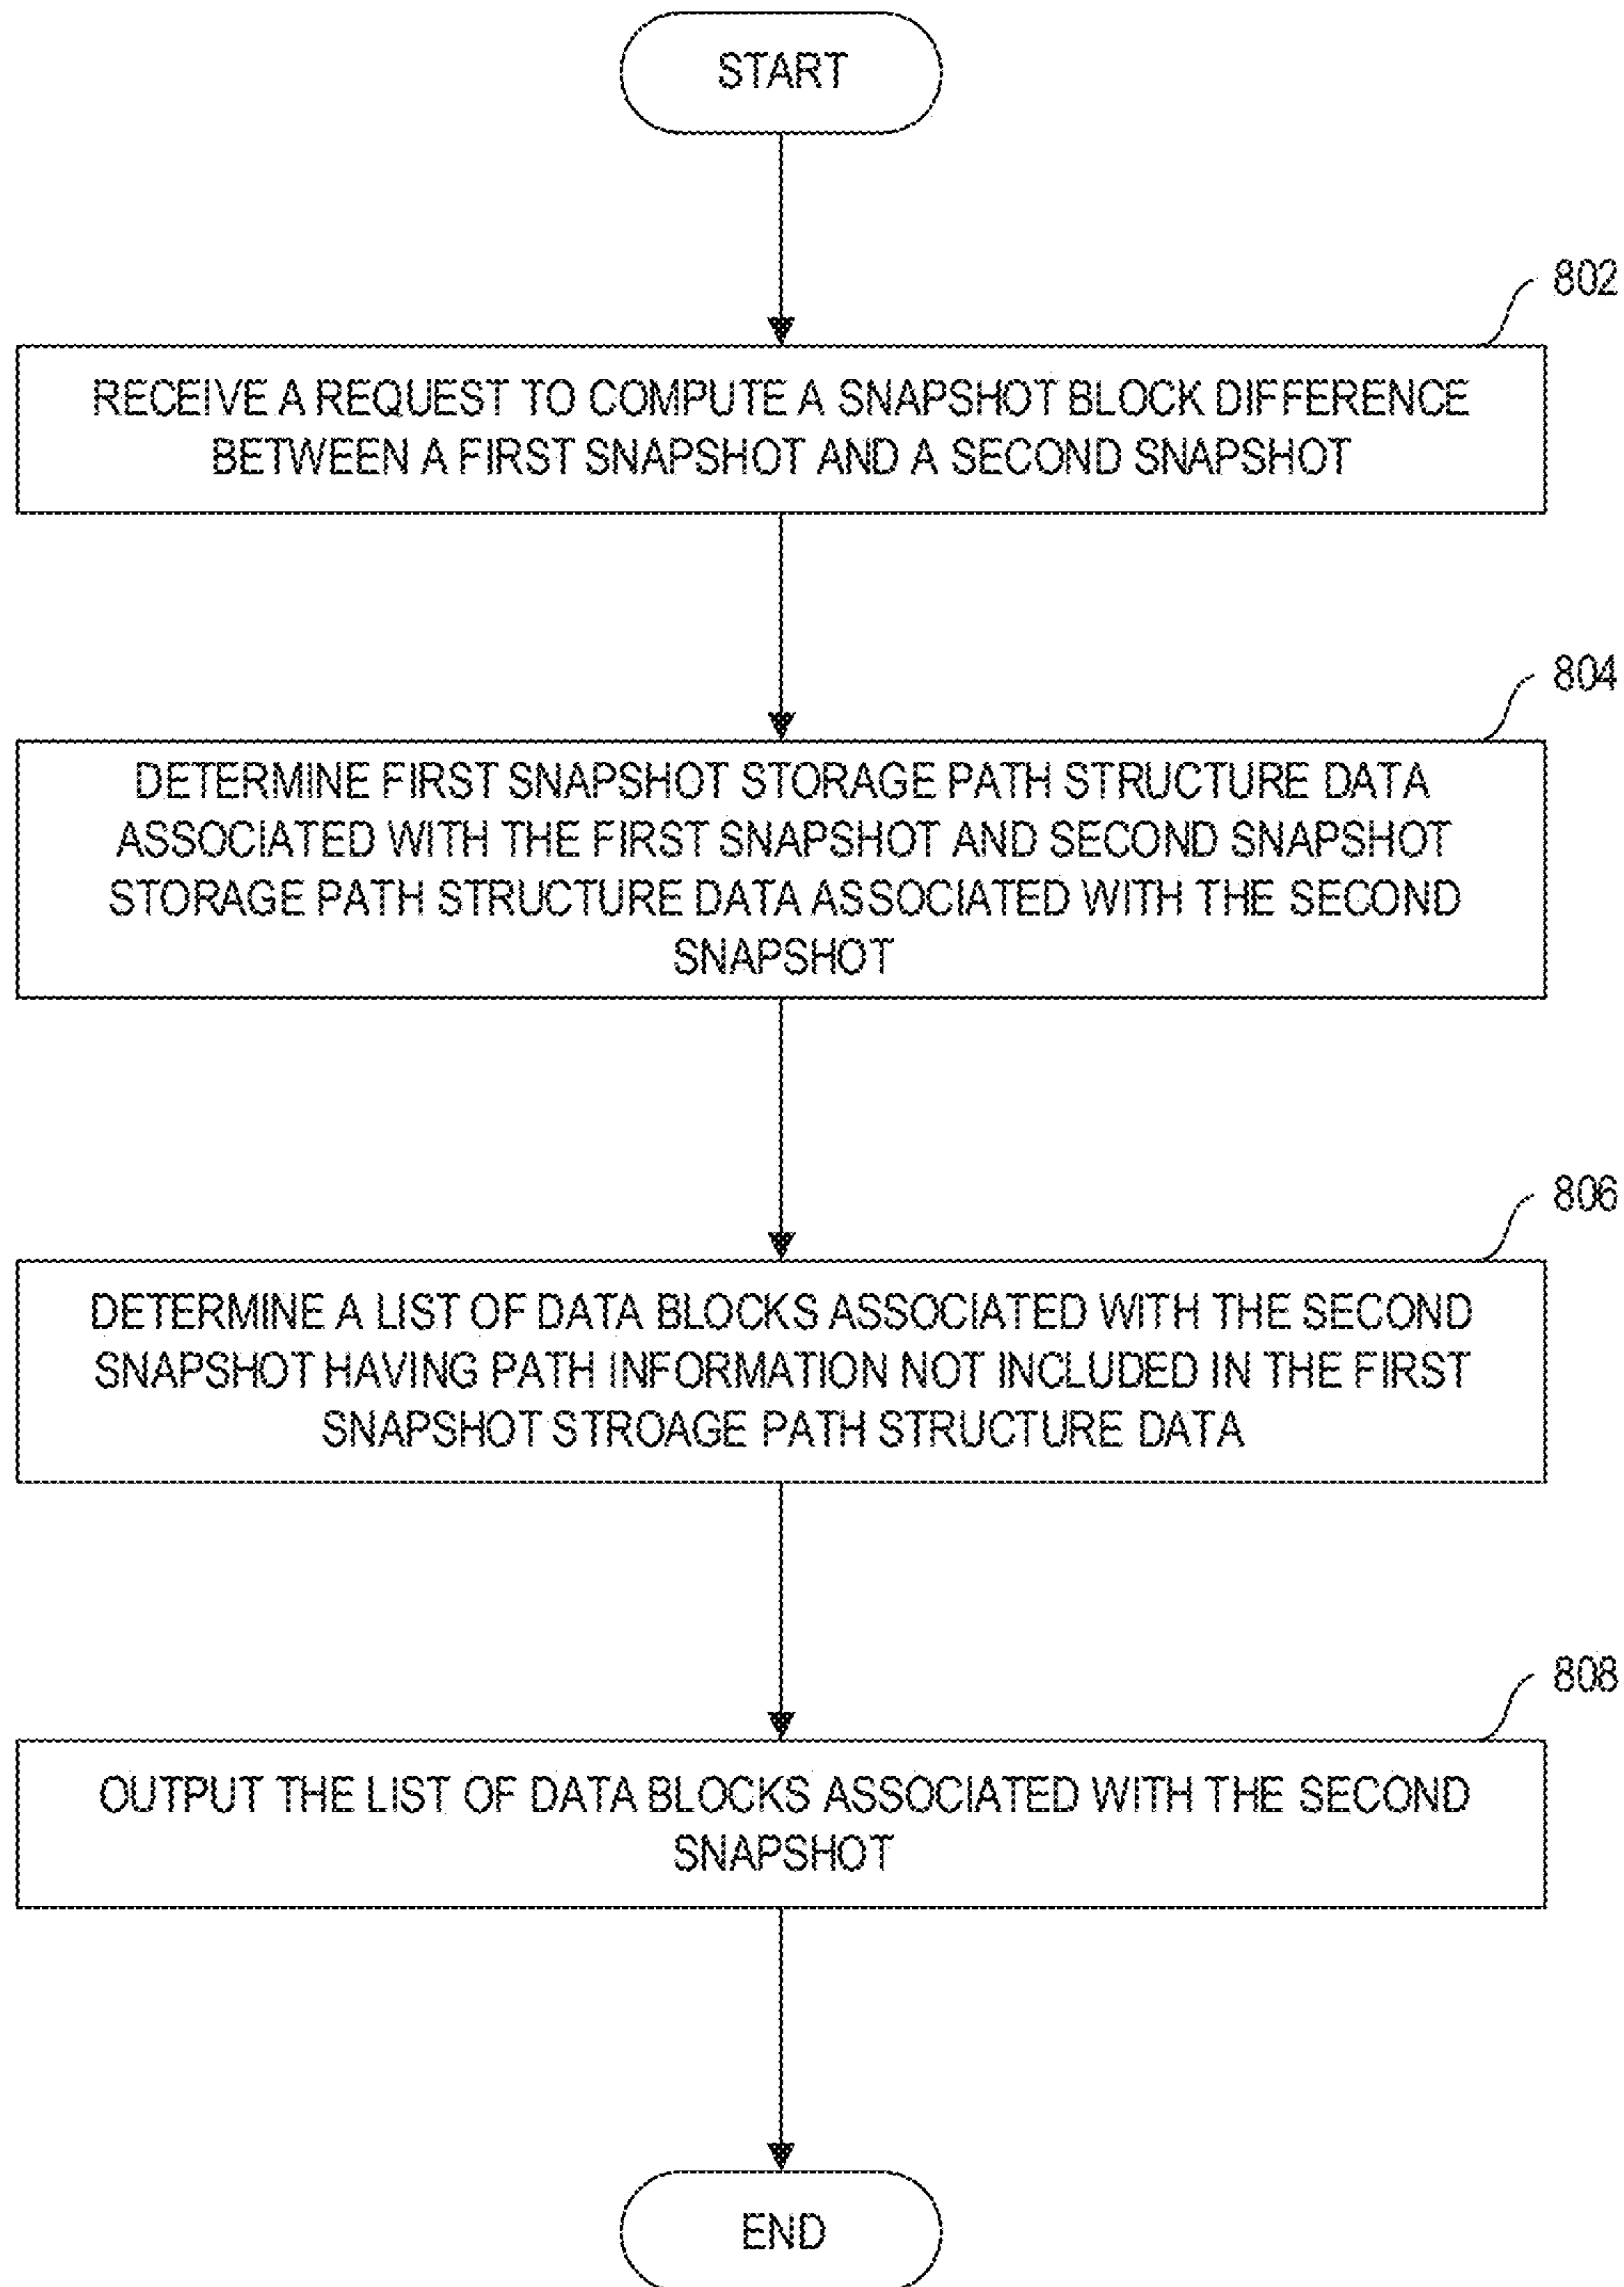 START
802
RECEIVE A REQUEST TO COMPUTE A SNAPSHOT BLOCK DIFFERENCE
BETWEEN A FIRST SNAPSHOT AND A SECOND SNAPSHOT
804
DETERMINE FIRST SNAPSHOT STORAGE PATH STRUCTURE DATA
ASSOCIATED WITH THE FIRST SNAPSHOT AND SECOND SNAPSHOT
STORAGE PATH STRUCTURE DATA ASSOCIATED WITH THE SECOND
SNAPSHOT
806
DETERMINE A LIST OF DATA BLOCKS ASSOCIATED WITH THE SECOND
SNAPSHOT HAVING PATH INFORMATION NOT INCLUDED IN THE FIRST
SNAPSHOT STROAGE PATH STRUCTURE DATA
808
OUTPUT THE LIST OF DATA BLOCKS ASSOCIATED WITH THE SECOND
SNAPSHOT
END